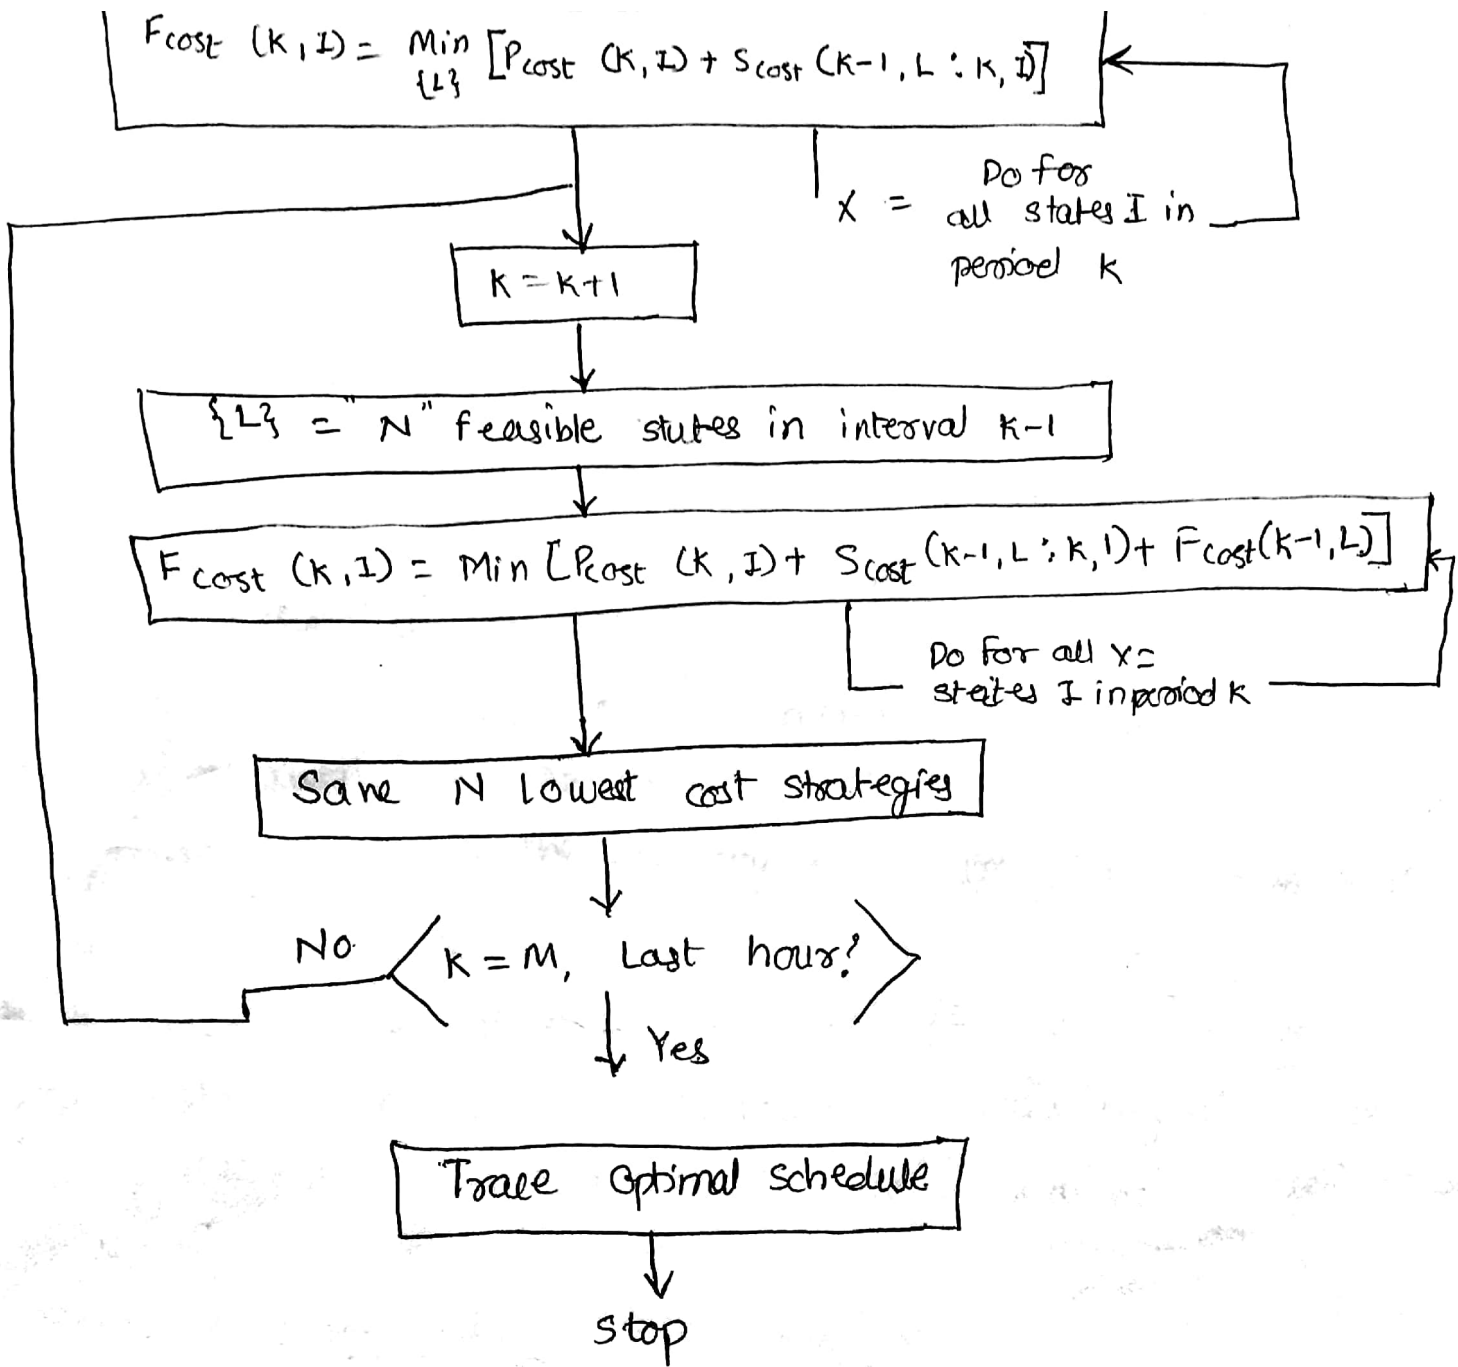 Fcost (K, I) = Min [Pcost (K, I) + Scost (K-1, L : K, I)]
{L}
Do for
X = all states I in
period K
K = K+1
{L} = "N" feasible states in interval K-1
Fcost (K, I) = Min [Pcost (K, I) + Scost (K-1, L : K, I) + Fcost (K-1, L)]
Do for all X =
states I in period K
Save N lowest cost strategies
No
K = M, Last hour?
Yes
Trace Optimal schedule
Stop